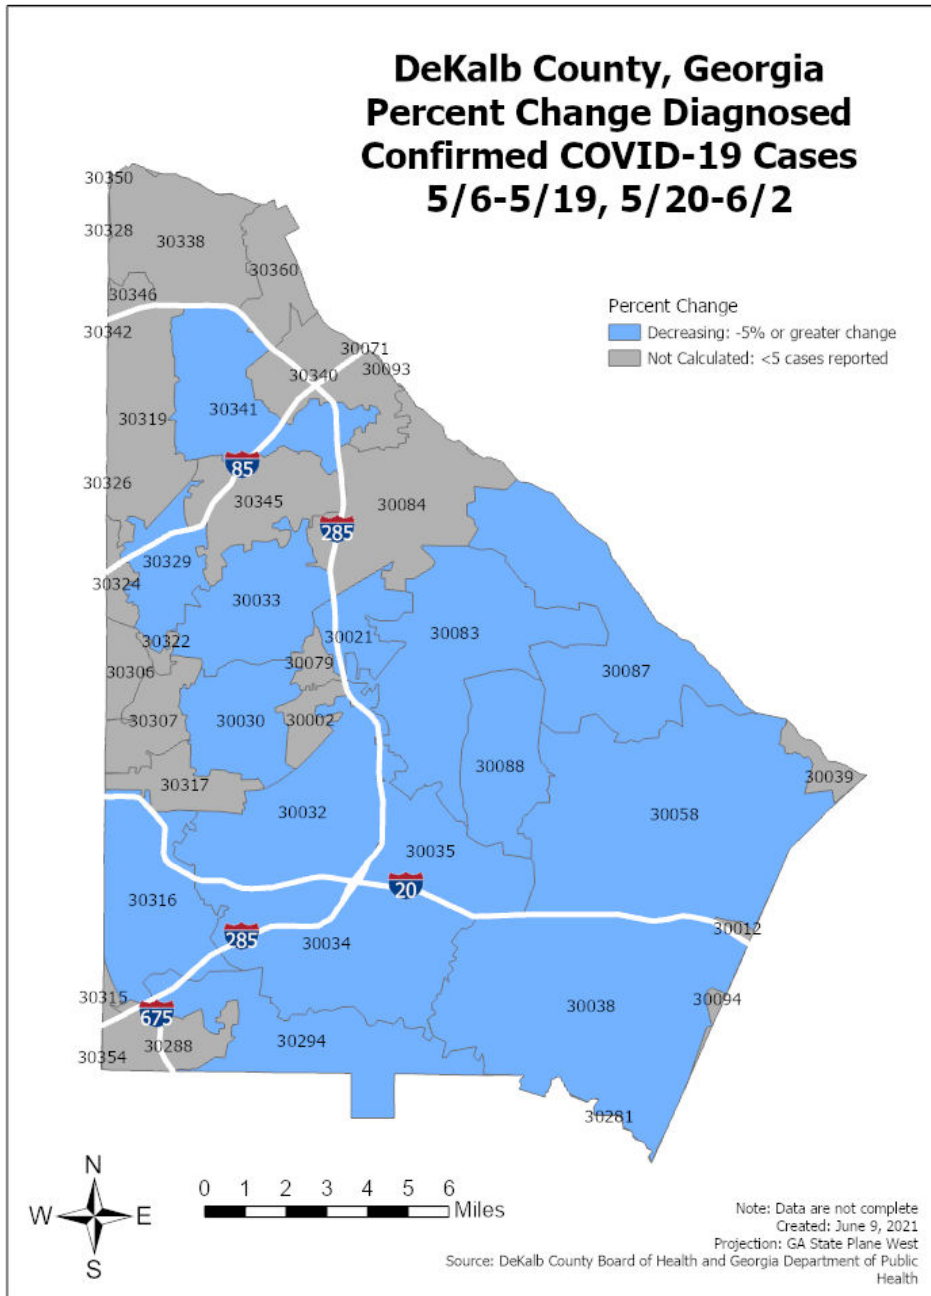 DeKalb County, Georgia
Percent Change Diagnosed
Confirmed COVID-19 Cases
5/6-5/19, 5/20-6/2
30350
30328
30338
30360
30346
30342
Percent Change
Decreasing: -5% or greater change
Not Calculated: <5 cases reported
30071
30093
30340
30341
30319
85
30326
30345
30084
285
30329
30324
30033
30322
30021
30083
30079
30306
30087
30307
30030
30002
30088
30039
30317
30032
30058
30035
20
30316
285
30034
30012
30315
675
30038
30094
30354
30288
30294
30281
N
W
E
S
0 1 2 3 4 5 6
Miles
Note: Data are not complete
Created: June 9, 2021
Projection: GA State Plane West
Source: DeKalb County Board of Health and Georgia Department of Public
Health